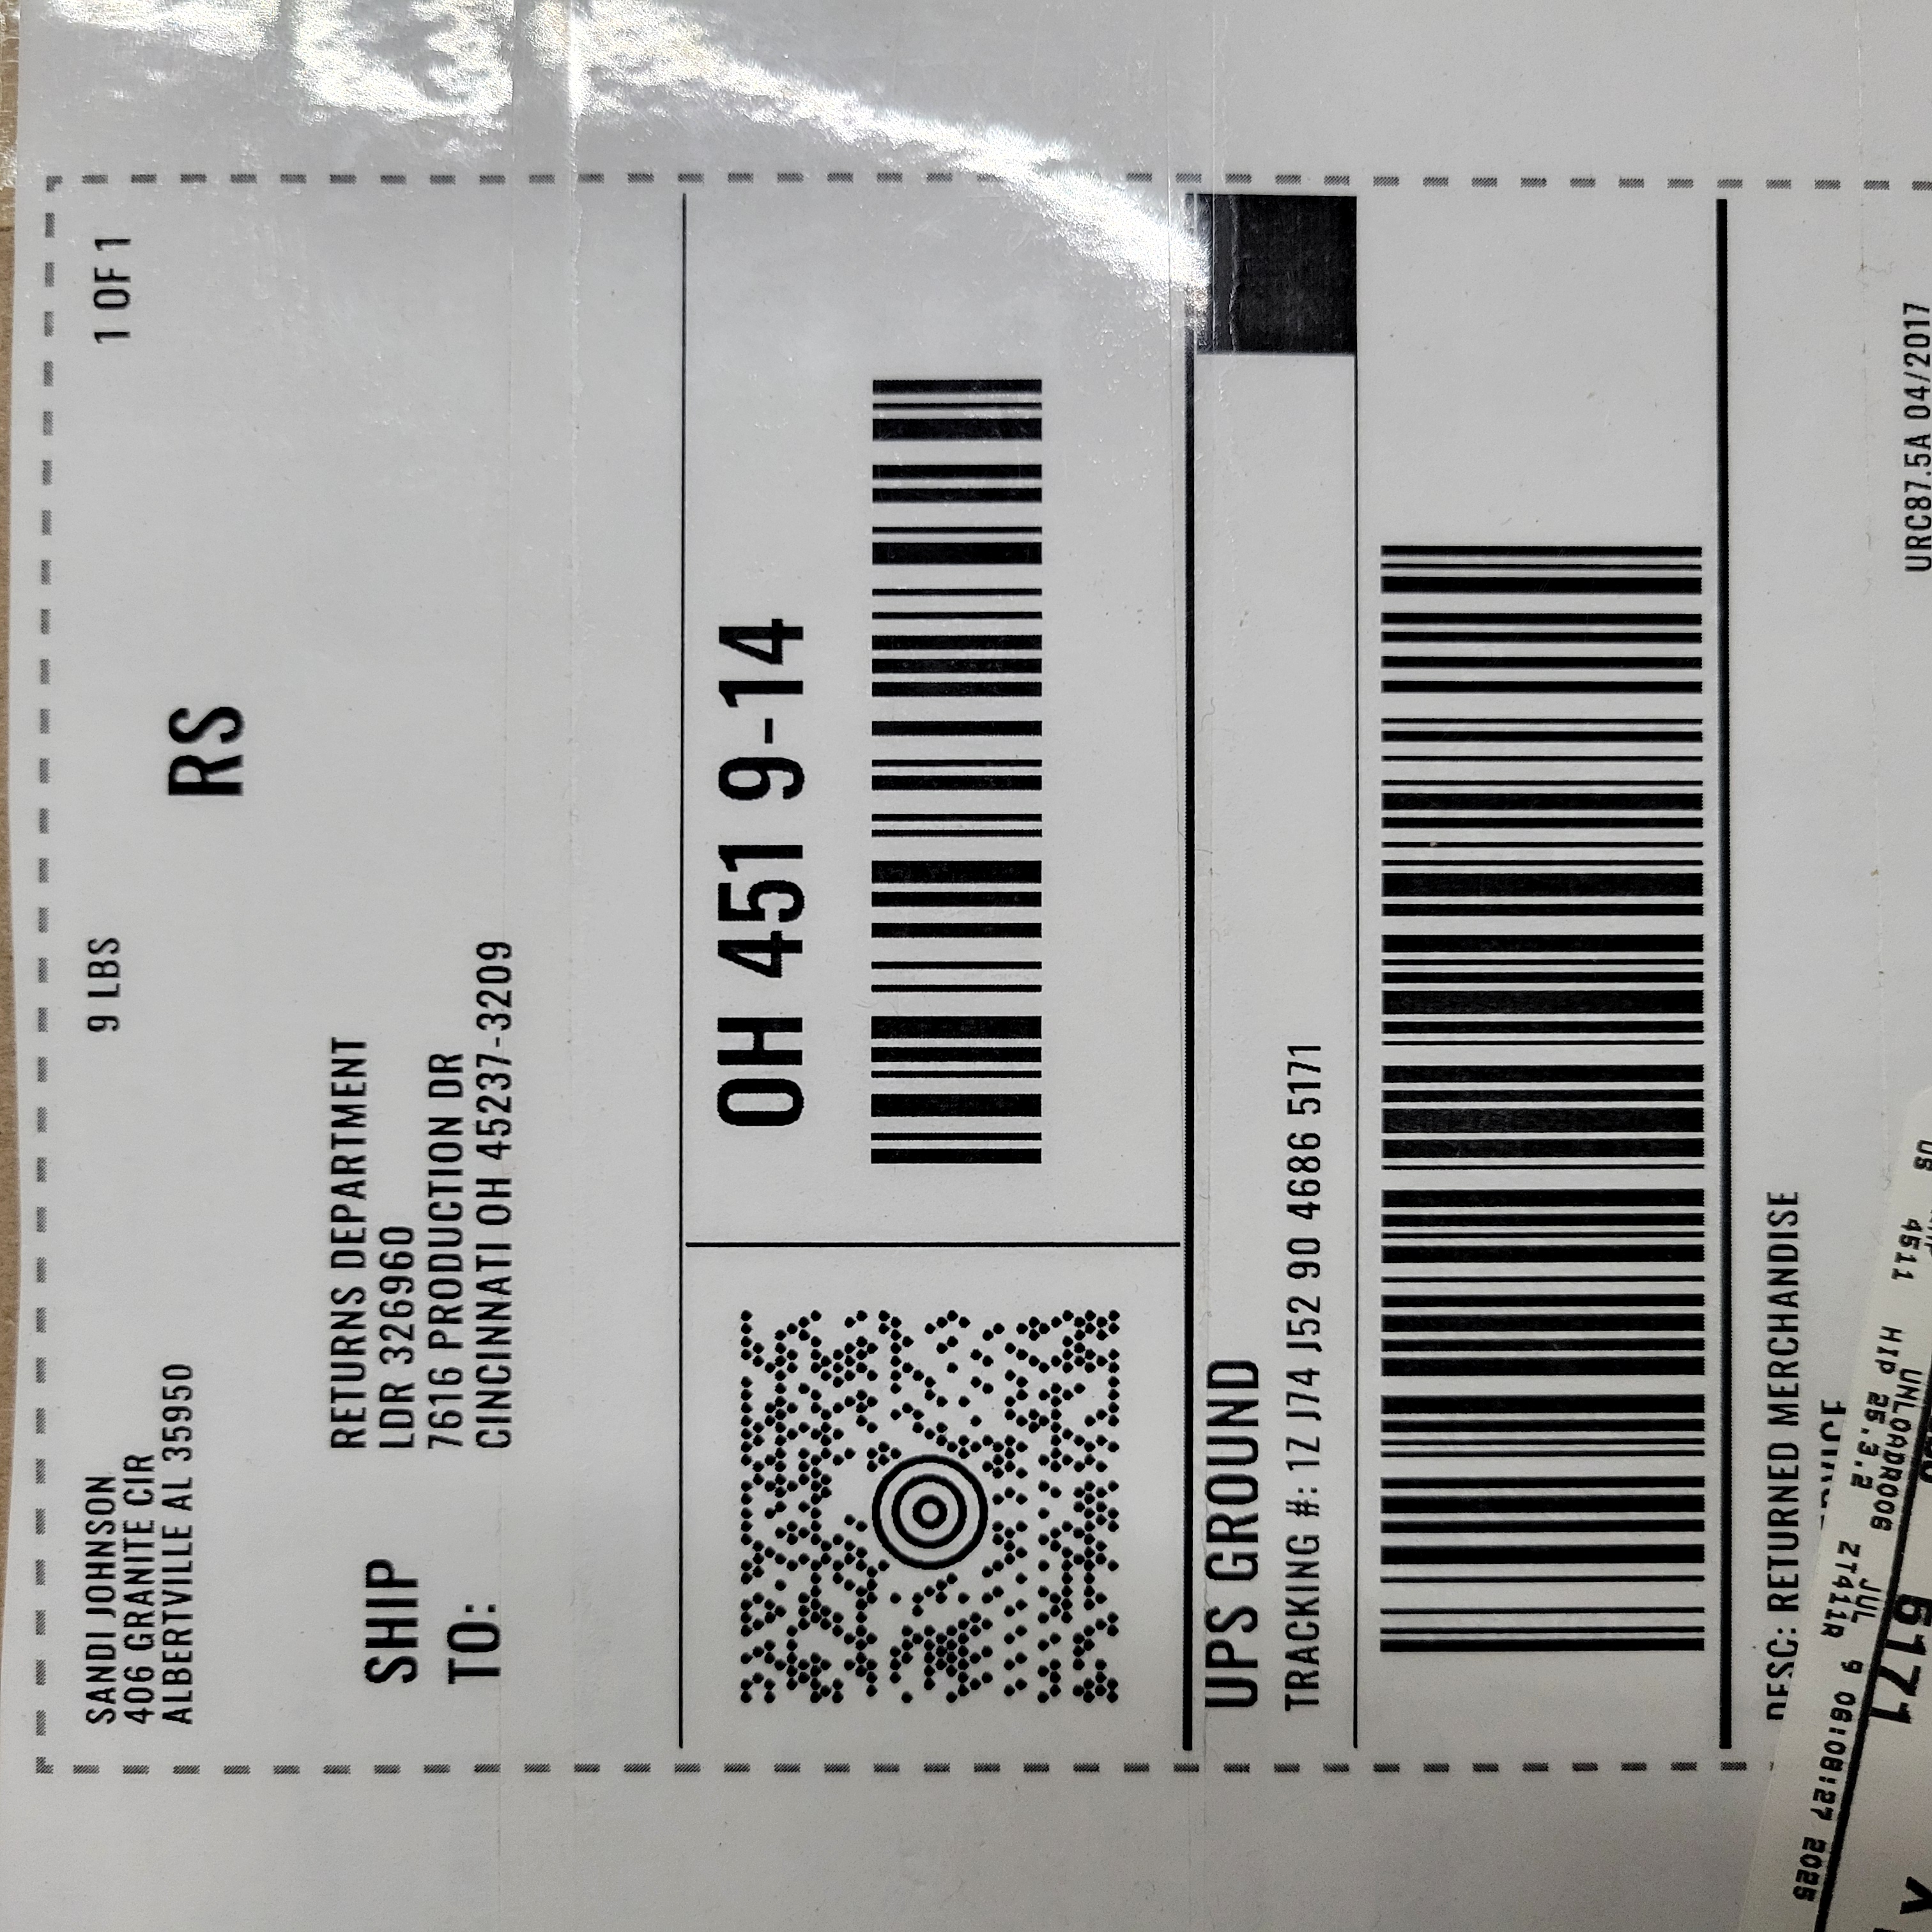 SANDI JOHNSON
406 GRANITE CIR
ALBERTVILLE AL 35950
9 LBS
1 OF 1
RS
SHIP
TO:
RETURNS DEPARTMENT
LDR 326960
7616 PRODUCTION DR
CINCINNATI OH 45237-3209
OH 451 9-14
UPS GROUND
TRACKING #: 1Z J74 J52 90 4686 5171
DESC: RETURNED MERCHANDISE
URC87.5A 04/2017
US 4511 HIP 25.3.2 ZT411R
UNLOADR006 JUL 9 06:08:27 2025
5171